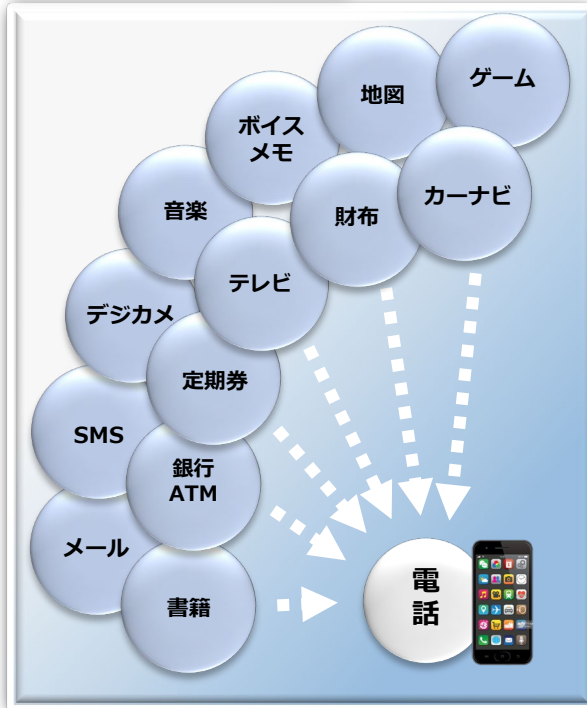 ゲーム
地図
ボイス
メモ
カーナビ
音楽
財布
テレビ
デジカメ
定期券
SMS
銀行
ATM
メール
書籍
電
話